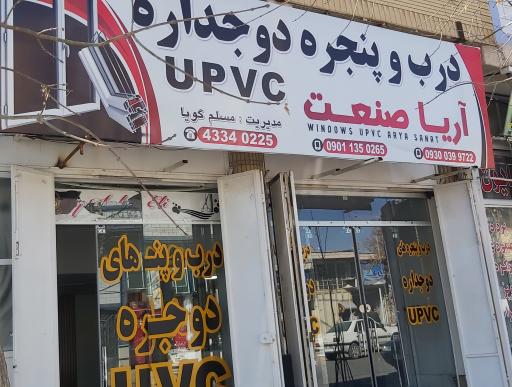 درب و پنجره دوجداره
UPVC
آریا صنعت
WINDOWS UPVC ARYA SANAT
مدیریت : مسلم گویا
4334 0225
0901 135 0265
0930 039 9722
درب و پنجره های
دوجداره
UPVC
درب و پنجره های
دوجداره
UPVC